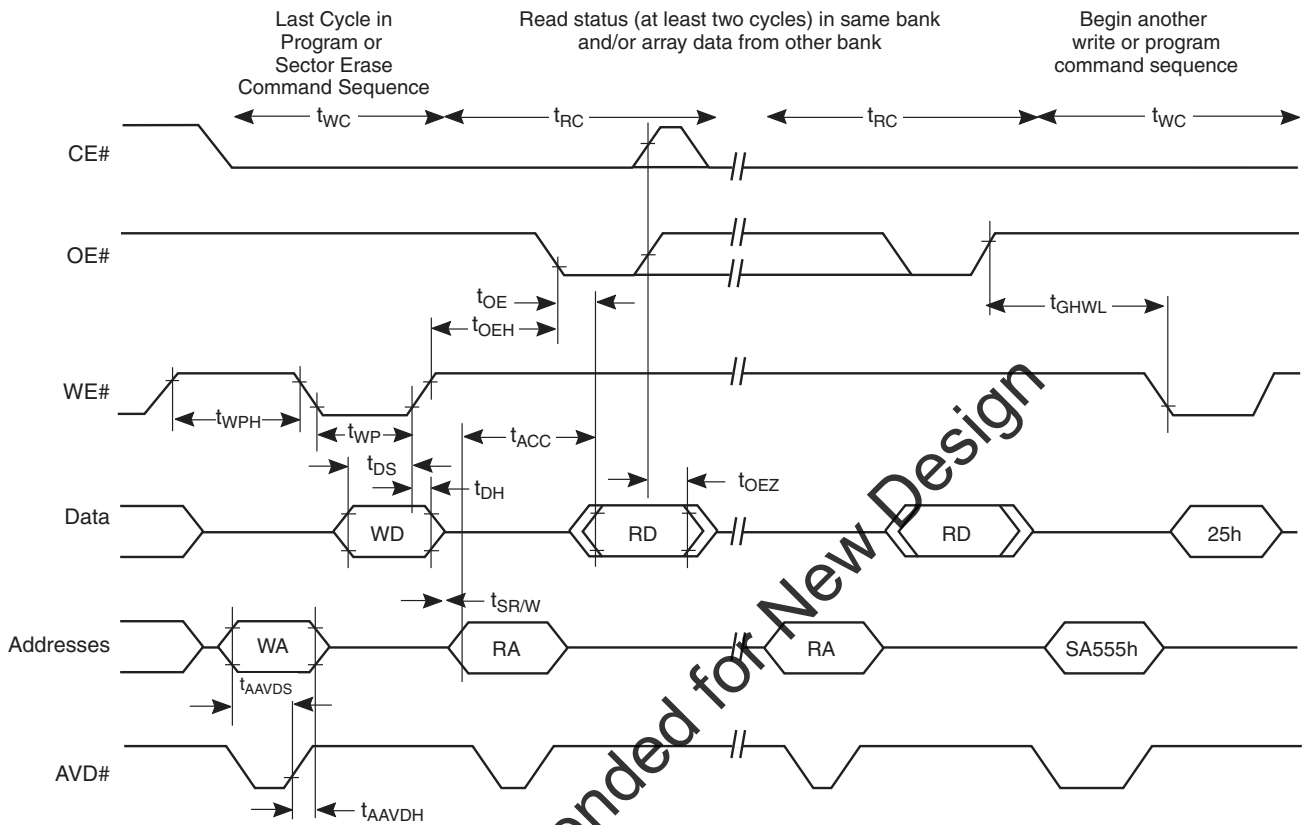 Last Cycle in
Program or
Sector Erase
Command Sequence
Read status (at least two cycles) in same bank
and/or array data from other bank
Begin another
write or program
command sequence
tWC
tRC
tRC
tWC
CE#
OE#
tOE
tOEH
tGHWL
WE#
tWPH
tWP
tACC
tDS
tDH
tOEZ
Data
WD
RD
RD
25h
tSR/W
Addresses
WA
RA
RA
SA555h
tAAVDS
AVD#
tAAVDH
ended for New Design